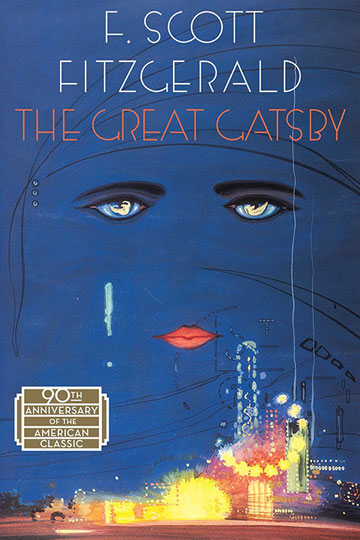 F. SCOTT
FITZGERALD
THE GREAT GATSBY
90TH
ANNIVERSARY
OF THE
AMERICAN
CLASSIC